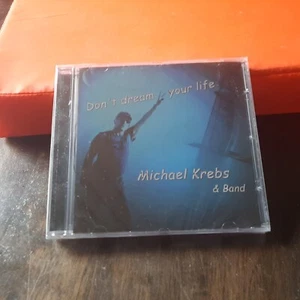 Don't dream ... your life
Michael Krebs
& Band